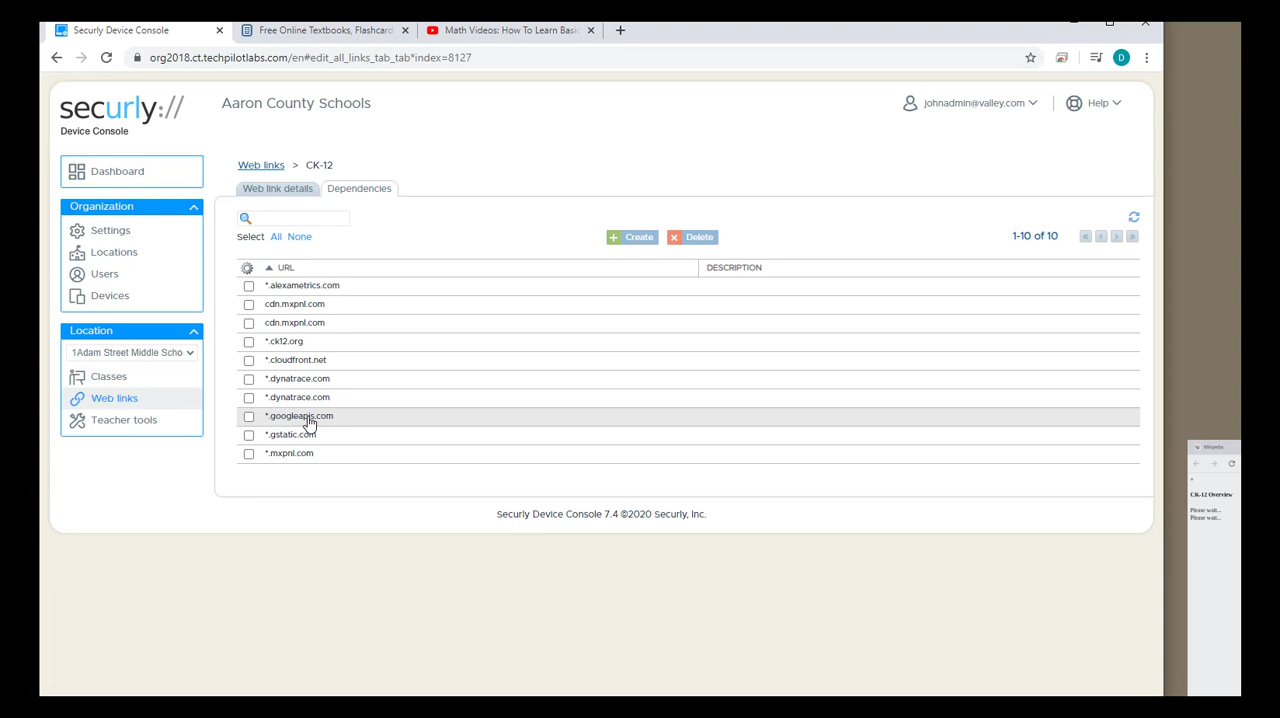 Securly Device Console
Free Online Textbooks, Flashcard
Math Videos: How To Learn Basic
org2018.ct.techpilotlabs.com/en#edit_all_links_tab_tab*index=8127
D
securly://
Device Console
Aaron County Schools
johnadmin@valley.com
Help
Dashboard
Organization
Settings
Locations
Users
Devices
Location
1Adam Street Middle Scho
Classes
Web links
Teacher tools
Web links > CK-12
Web link details
Dependencies
Select All None
Create
Delete
1-10 of 10
URL
DESCRIPTION
*.alexametrics.com
cdn.mxpnl.com
cdn.mxpnl.com
*.ck12.org
*.cloudfront.net
*.dynatrace.com
*.dynatrace.com
*.googleapis.com
*.gstatic.com
*.mxpnl.com
Securly Device Console 7.4 ©2020 Securly, Inc.
Wikipedia
CK-12 Overview
Please wait...
Please wait...